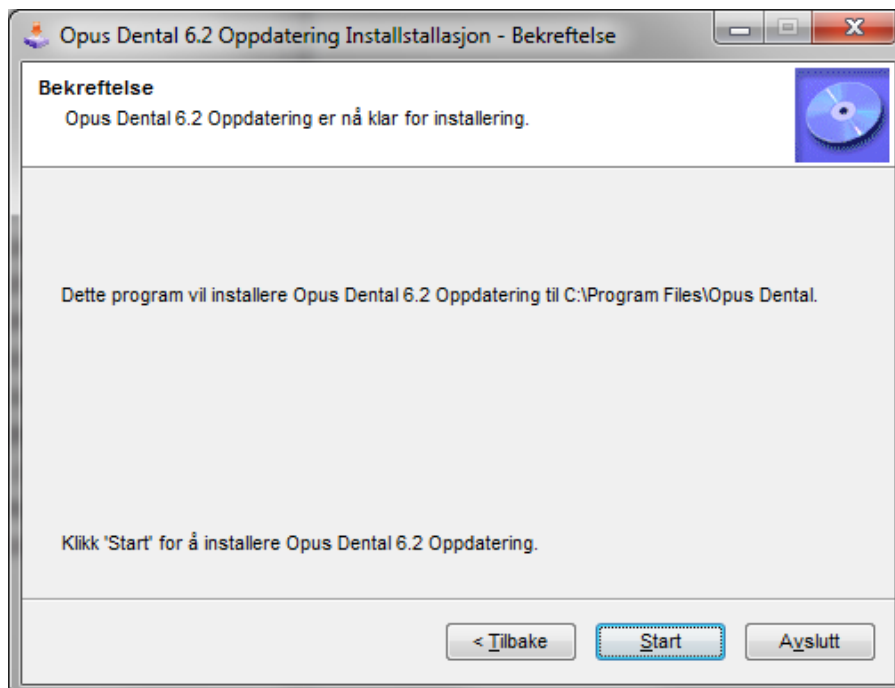 Opus Dental 6.2 Oppdatering Installstallasjon - Bekreftelse
Bekreftelse
Opus Dental 6.2 Oppdatering er nå klar for installering.
Dette program vil installere Opus Dental 6.2 Oppdatering til C:\Program Files\Opus Dental.
Klikk 'Start' for å installere Opus Dental 6.2 Oppdatering.
< Tilbake
Start
Avslutt